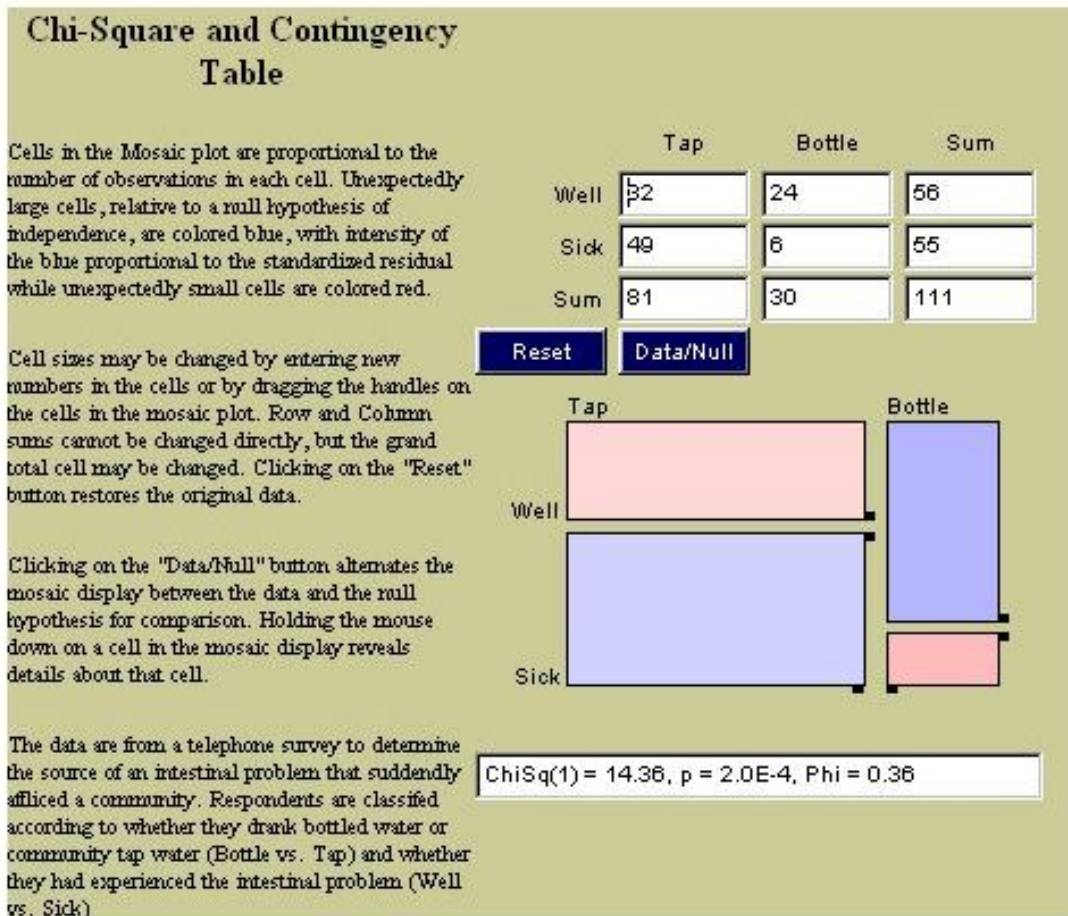 Chi-Square and Contingency
Table
Cells in the Mosaic plot are proportional to the
number of observations in each cell. Unexpectedly
large cells, relative to a null hypothesis of
independence, are colored blue, with intensity of
the blue proportional to the standardized residual
while unexpectedly small cells are colored red.
Cell sizes may be changed by entering new
numbers in the cells or by dragging the handles on
the cells in the mosaic plot. Row and Column
sums cannot be changed directly, but the grand
total cell may be changed. Clicking on the "Reset"
button restores the original data.
Clicking on the "Data/Null" button alternates the
mosaic display between the data and the null
hypothesis for comparison. Holding the mouse
down on a cell in the mosaic display reveals
details about that cell.
The data are from a telephone survey to determine
the source of an intestinal problem that suddendly
affliced a community. Respondents are classifed
according to whether they drank bottled water or
community tap water (Bottle vs. Tap) and whether
they had experienced the intestinal problem (Well
vs. Sick)
Tap Bottle Sum
Well 32 24 56
Sick 49 6 55
Sum 81 30 111
Reset Data/Null
Tap Bottle
Well
Sick
ChiSq(1) = 14.36, p = 2.0E-4, Phi = 0.36